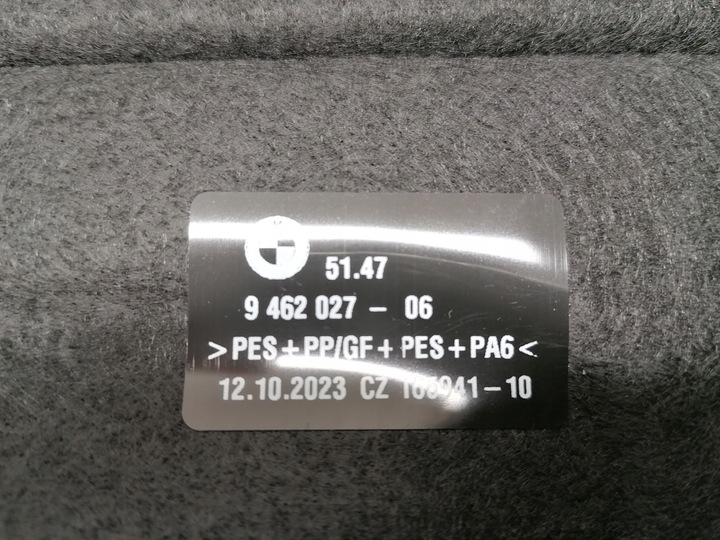 51.47
9 462 027 - 06
>PES+PP/GF+PES+PA6<
12.10.2023 CZ